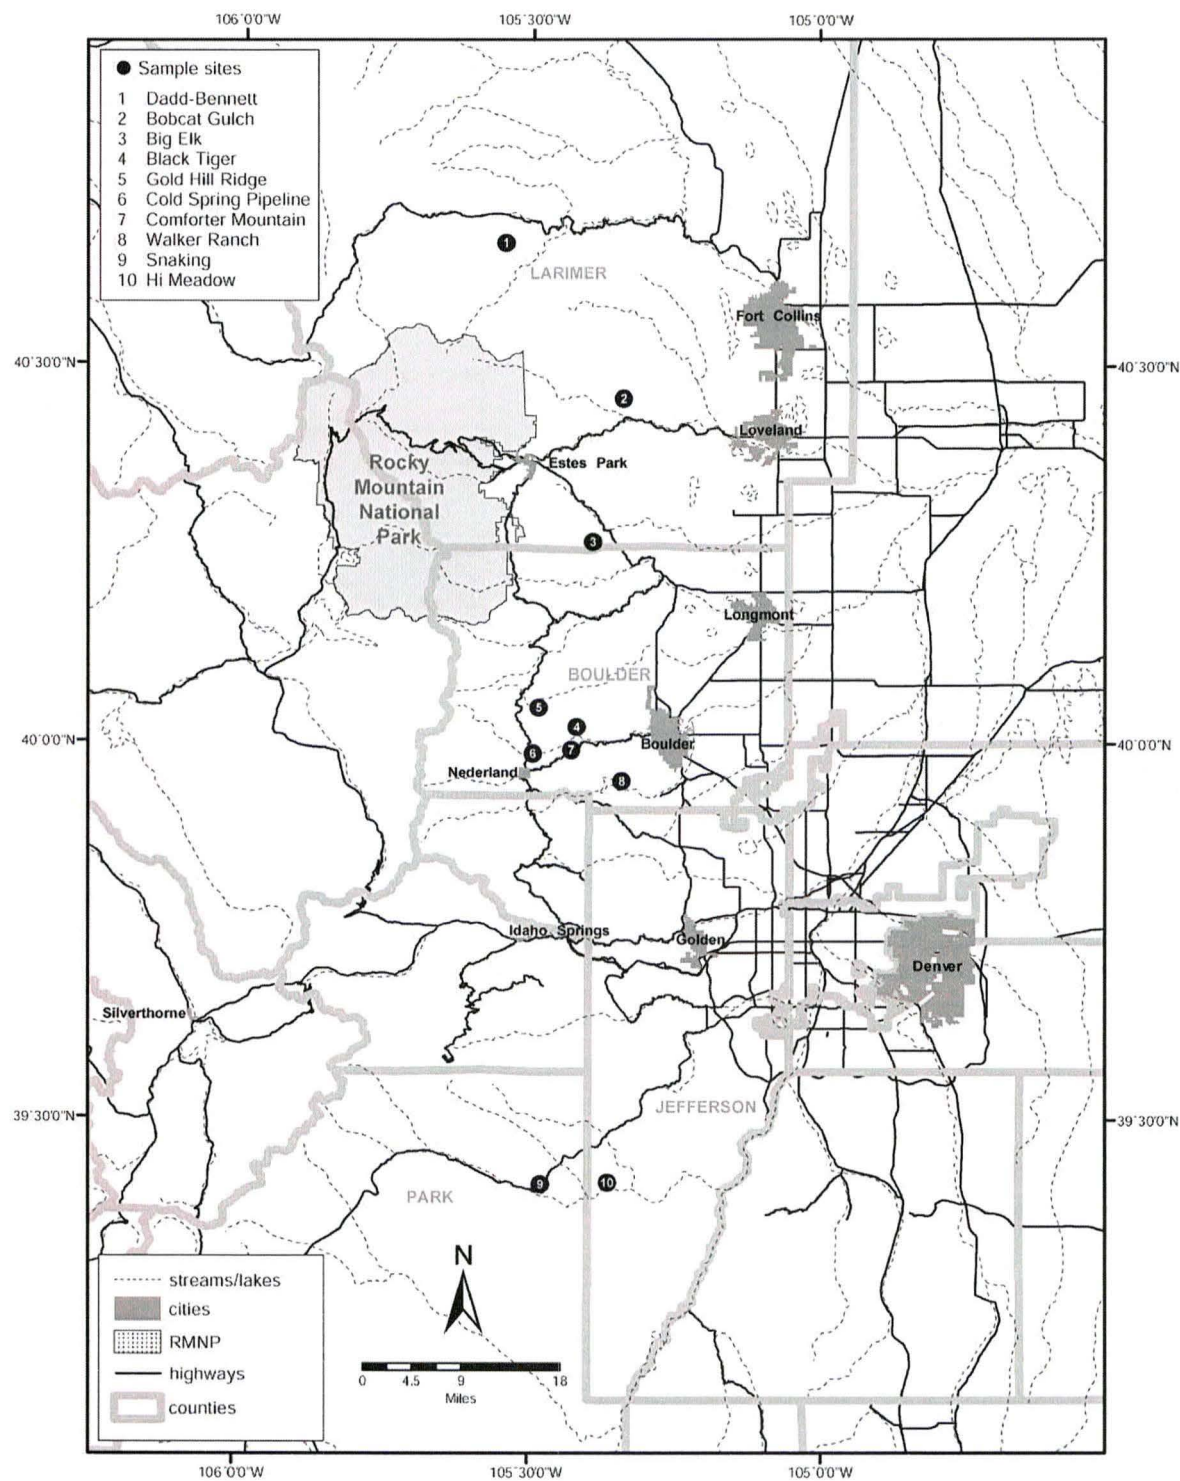 106˚0'0"W 105˚30'0"W 105˚0'0"W
Sample sites
1 Dadd-Bennett
2 Bobcat Gulch
3 Big Elk
4 Black Tiger
5 Gold Hill Ridge
6 Cold Spring Pipeline
7 Comforter Mountain
8 Walker Ranch
9 Snaking
10 Hi Meadow
1
LARIMER
Fort Collins
40˚30'0"N 40˚30'0"N
2
Loveland
Estes Park
Rocky
Mountain
National
Park
3
Longmont
BOULDER
5
4
Boulder
40˚0'0"N 40˚0'0"N
6
7
Nederland
8
Idaho Springs
Golden
Denver
Silverthorne
JEFFERSON
39˚30'0"N 39˚30'0"N
9
10
PARK
N
streams/lakes
cities
RMNP
highways
counties
0 4.5 9 18
Miles
106˚0'0"W 105˚30'0"W 105˚0'0"W